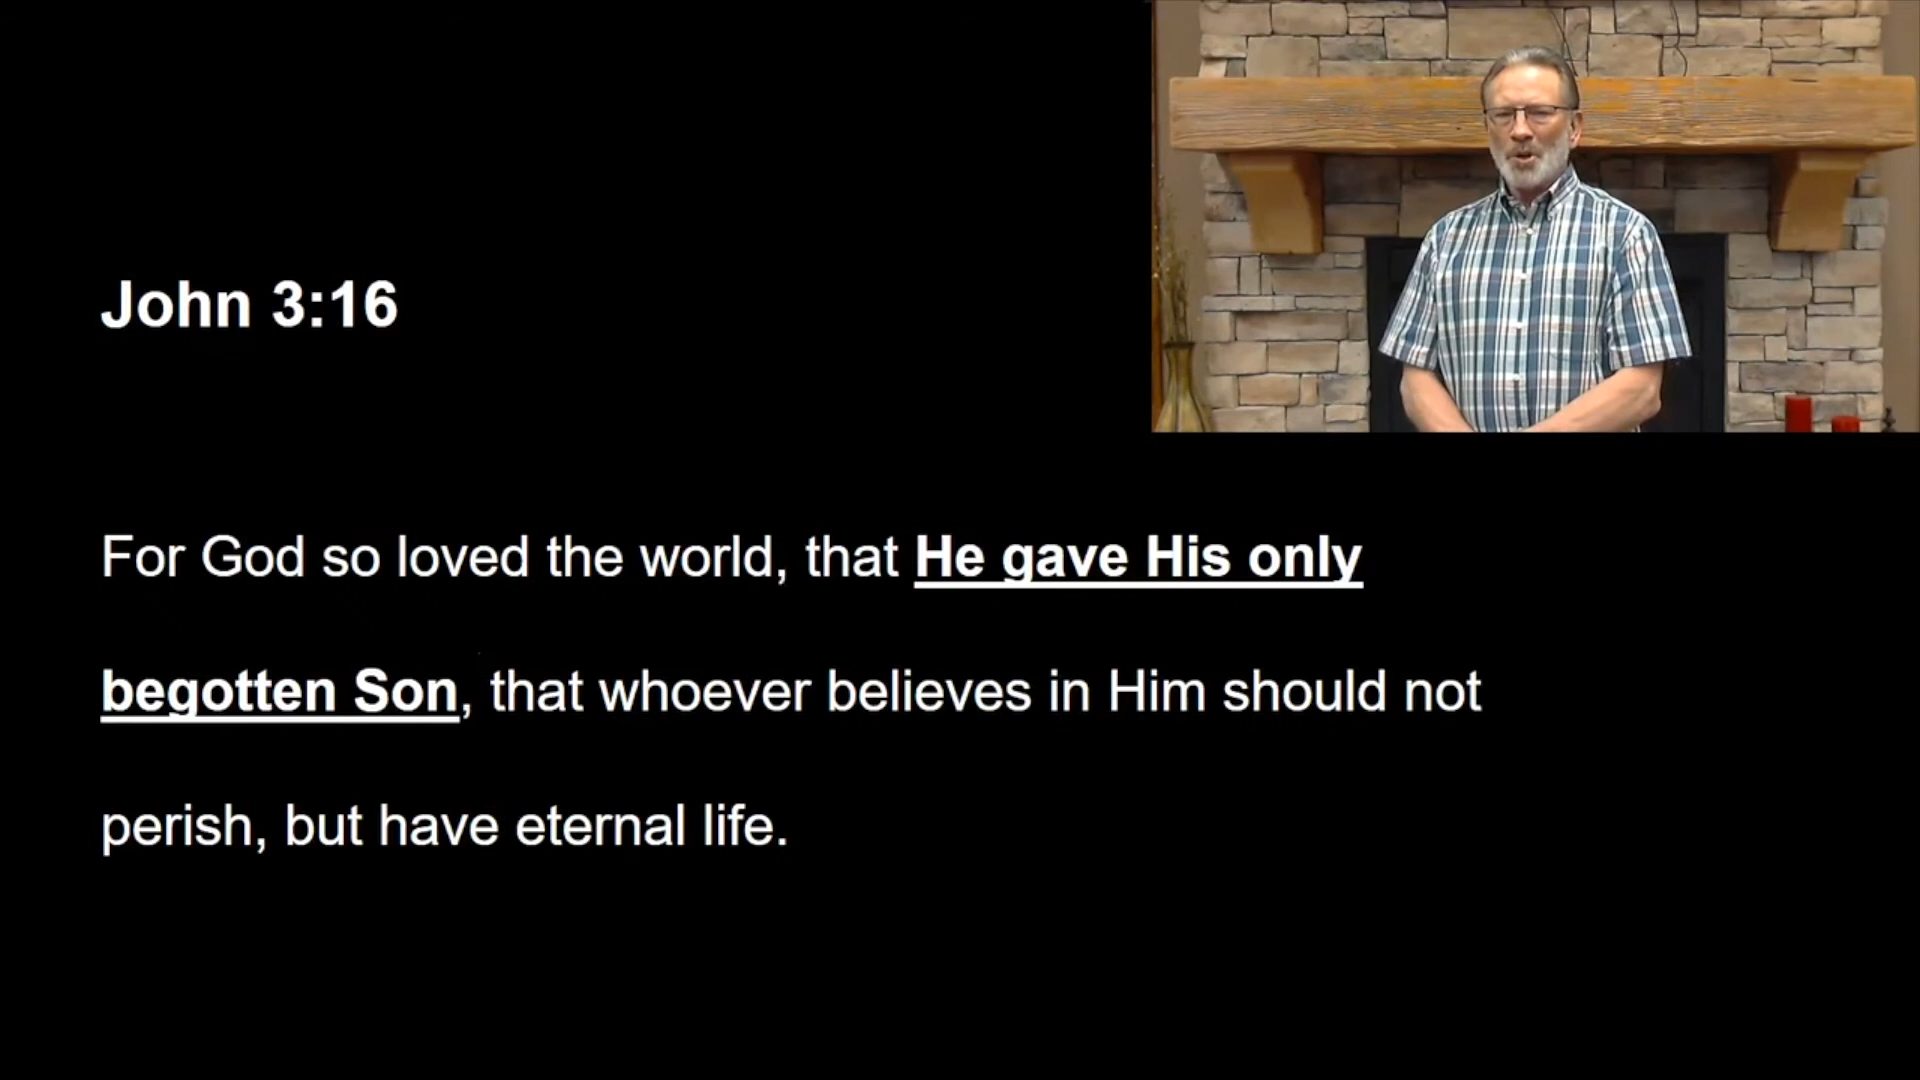 John 3:16
For God so loved the world, that He gave His only
begotten Son, that whoever believes in Him should not
perish, but have eternal life.